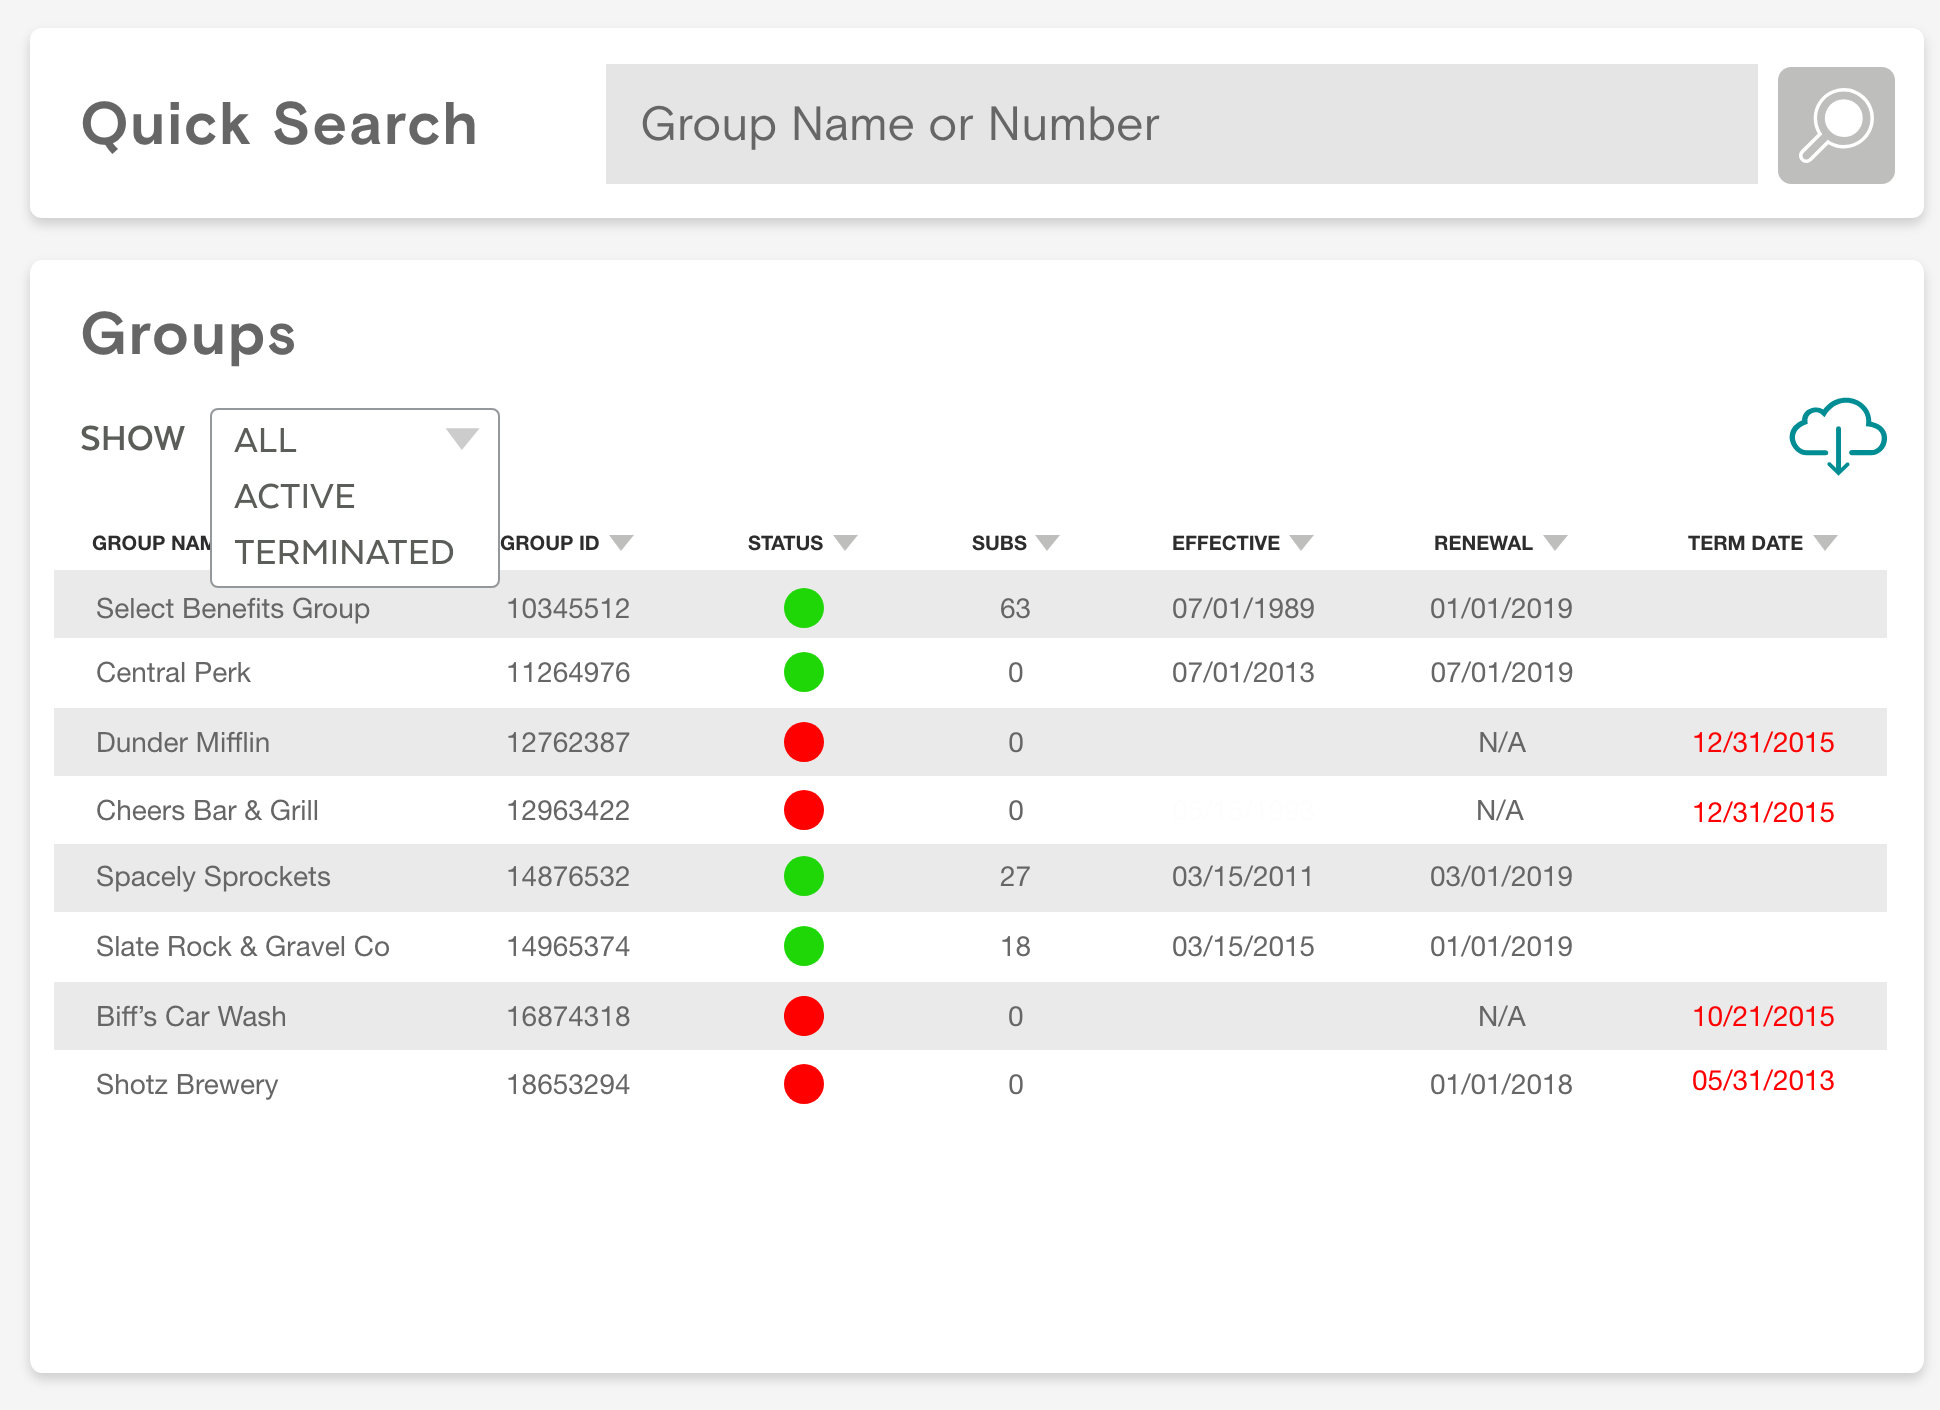 Quick Search
Group Name or Number
Groups
SHOW
ALL
ACTIVE
TERMINATED
GROUP NAM GROUP ID STATUS SUBS EFFECTIVE RENEWAL TERM DATE
Select Benefits Group 10345512 63 07/01/1989 01/01/2019
Central Perk 11264976 0 07/01/2013 07/01/2019
Dunder Mifflin 12762387 0 N/A 12/31/2015
Cheers Bar & Grill 12963422 0 N/A 12/31/2015
Spacely Sprockets 14876532 27 03/15/2011 03/01/2019
Slate Rock & Gravel Co 14965374 18 03/15/2015 01/01/2019
Biff’s Car Wash 16874318 0 N/A 10/21/2015
Shotz Brewery 18653294 0 01/01/2018 05/31/2013